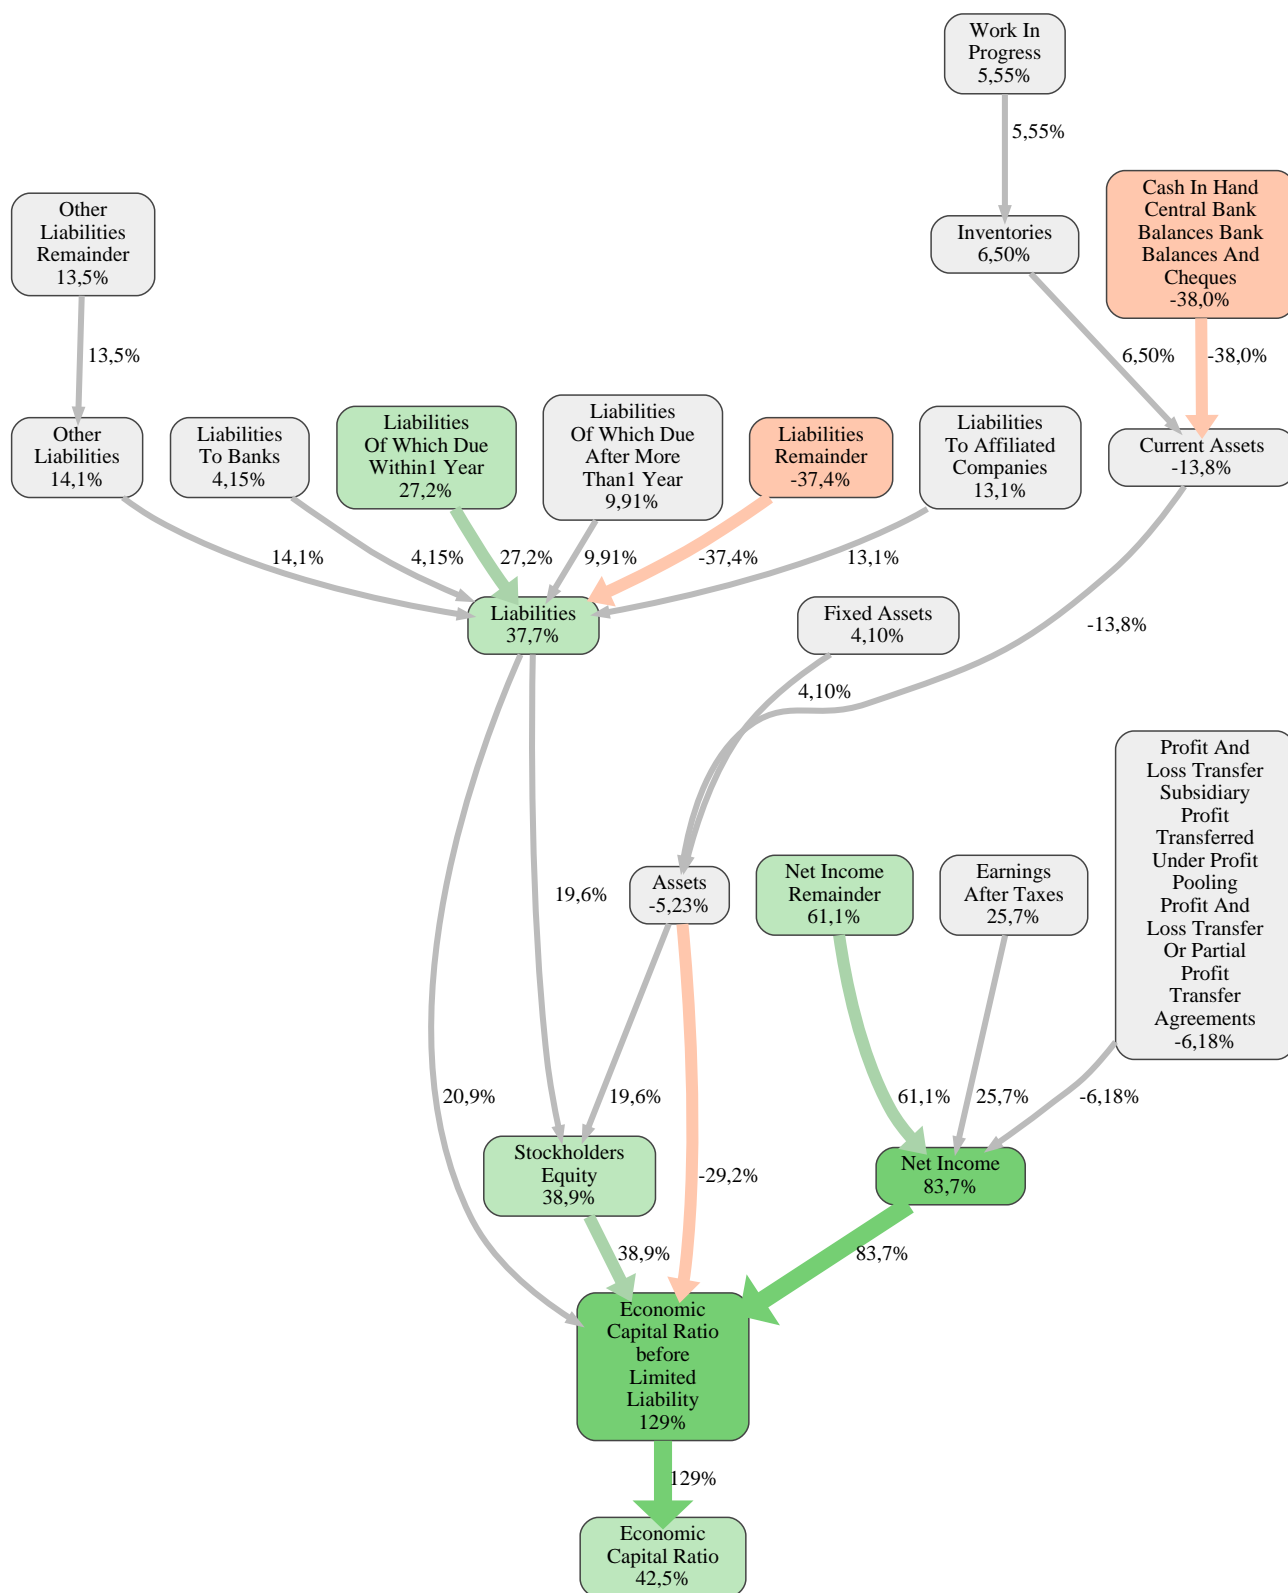 Work In
Progress
5,55%
5,55%
Other
Liabilities
Remainder
13,5%
Inventories
6,50%
Cash In Hand
Central Bank
Balances Bank
Balances And
Cheques
-38,0%
13,5%
6,50%
-38,0%
Other
Liabilities
14,1%
Liabilities
To Banks
4,15%
Liabilities
Of Which Due
Within1 Year
27,2%
Liabilities
Of Which Due
After More
Than1 Year
9,91%
Liabilities
Remainder
-37,4%
Liabilities
To Affiliated
Companies
13,1%
Current Assets
-13,8%
14,1%
4,15%
27,2%
9,91%
-37,4%
13,1%
Liabilities
37,7%
Fixed Assets
4,10%
-13,8%
4,10%
Profit And
Loss Transfer
Subsidiary
Profit
Transferred
Under Profit
Pooling
Profit And
Loss Transfer
Or Partial
Profit
Transfer
Agreements
-6,18%
19,6%
Assets
-5,23%
Net Income
Remainder
61,1%
Earnings
After Taxes
25,7%
20,9%
19,6%
61,1%
25,7%
-6,18%
Stockholders
Equity
38,9%
-29,2%
Net Income
83,7%
38,9%
83,7%
Economic
Capital Ratio
before
Limited
Liability
129%
129%
Economic
Capital Ratio
42,5%